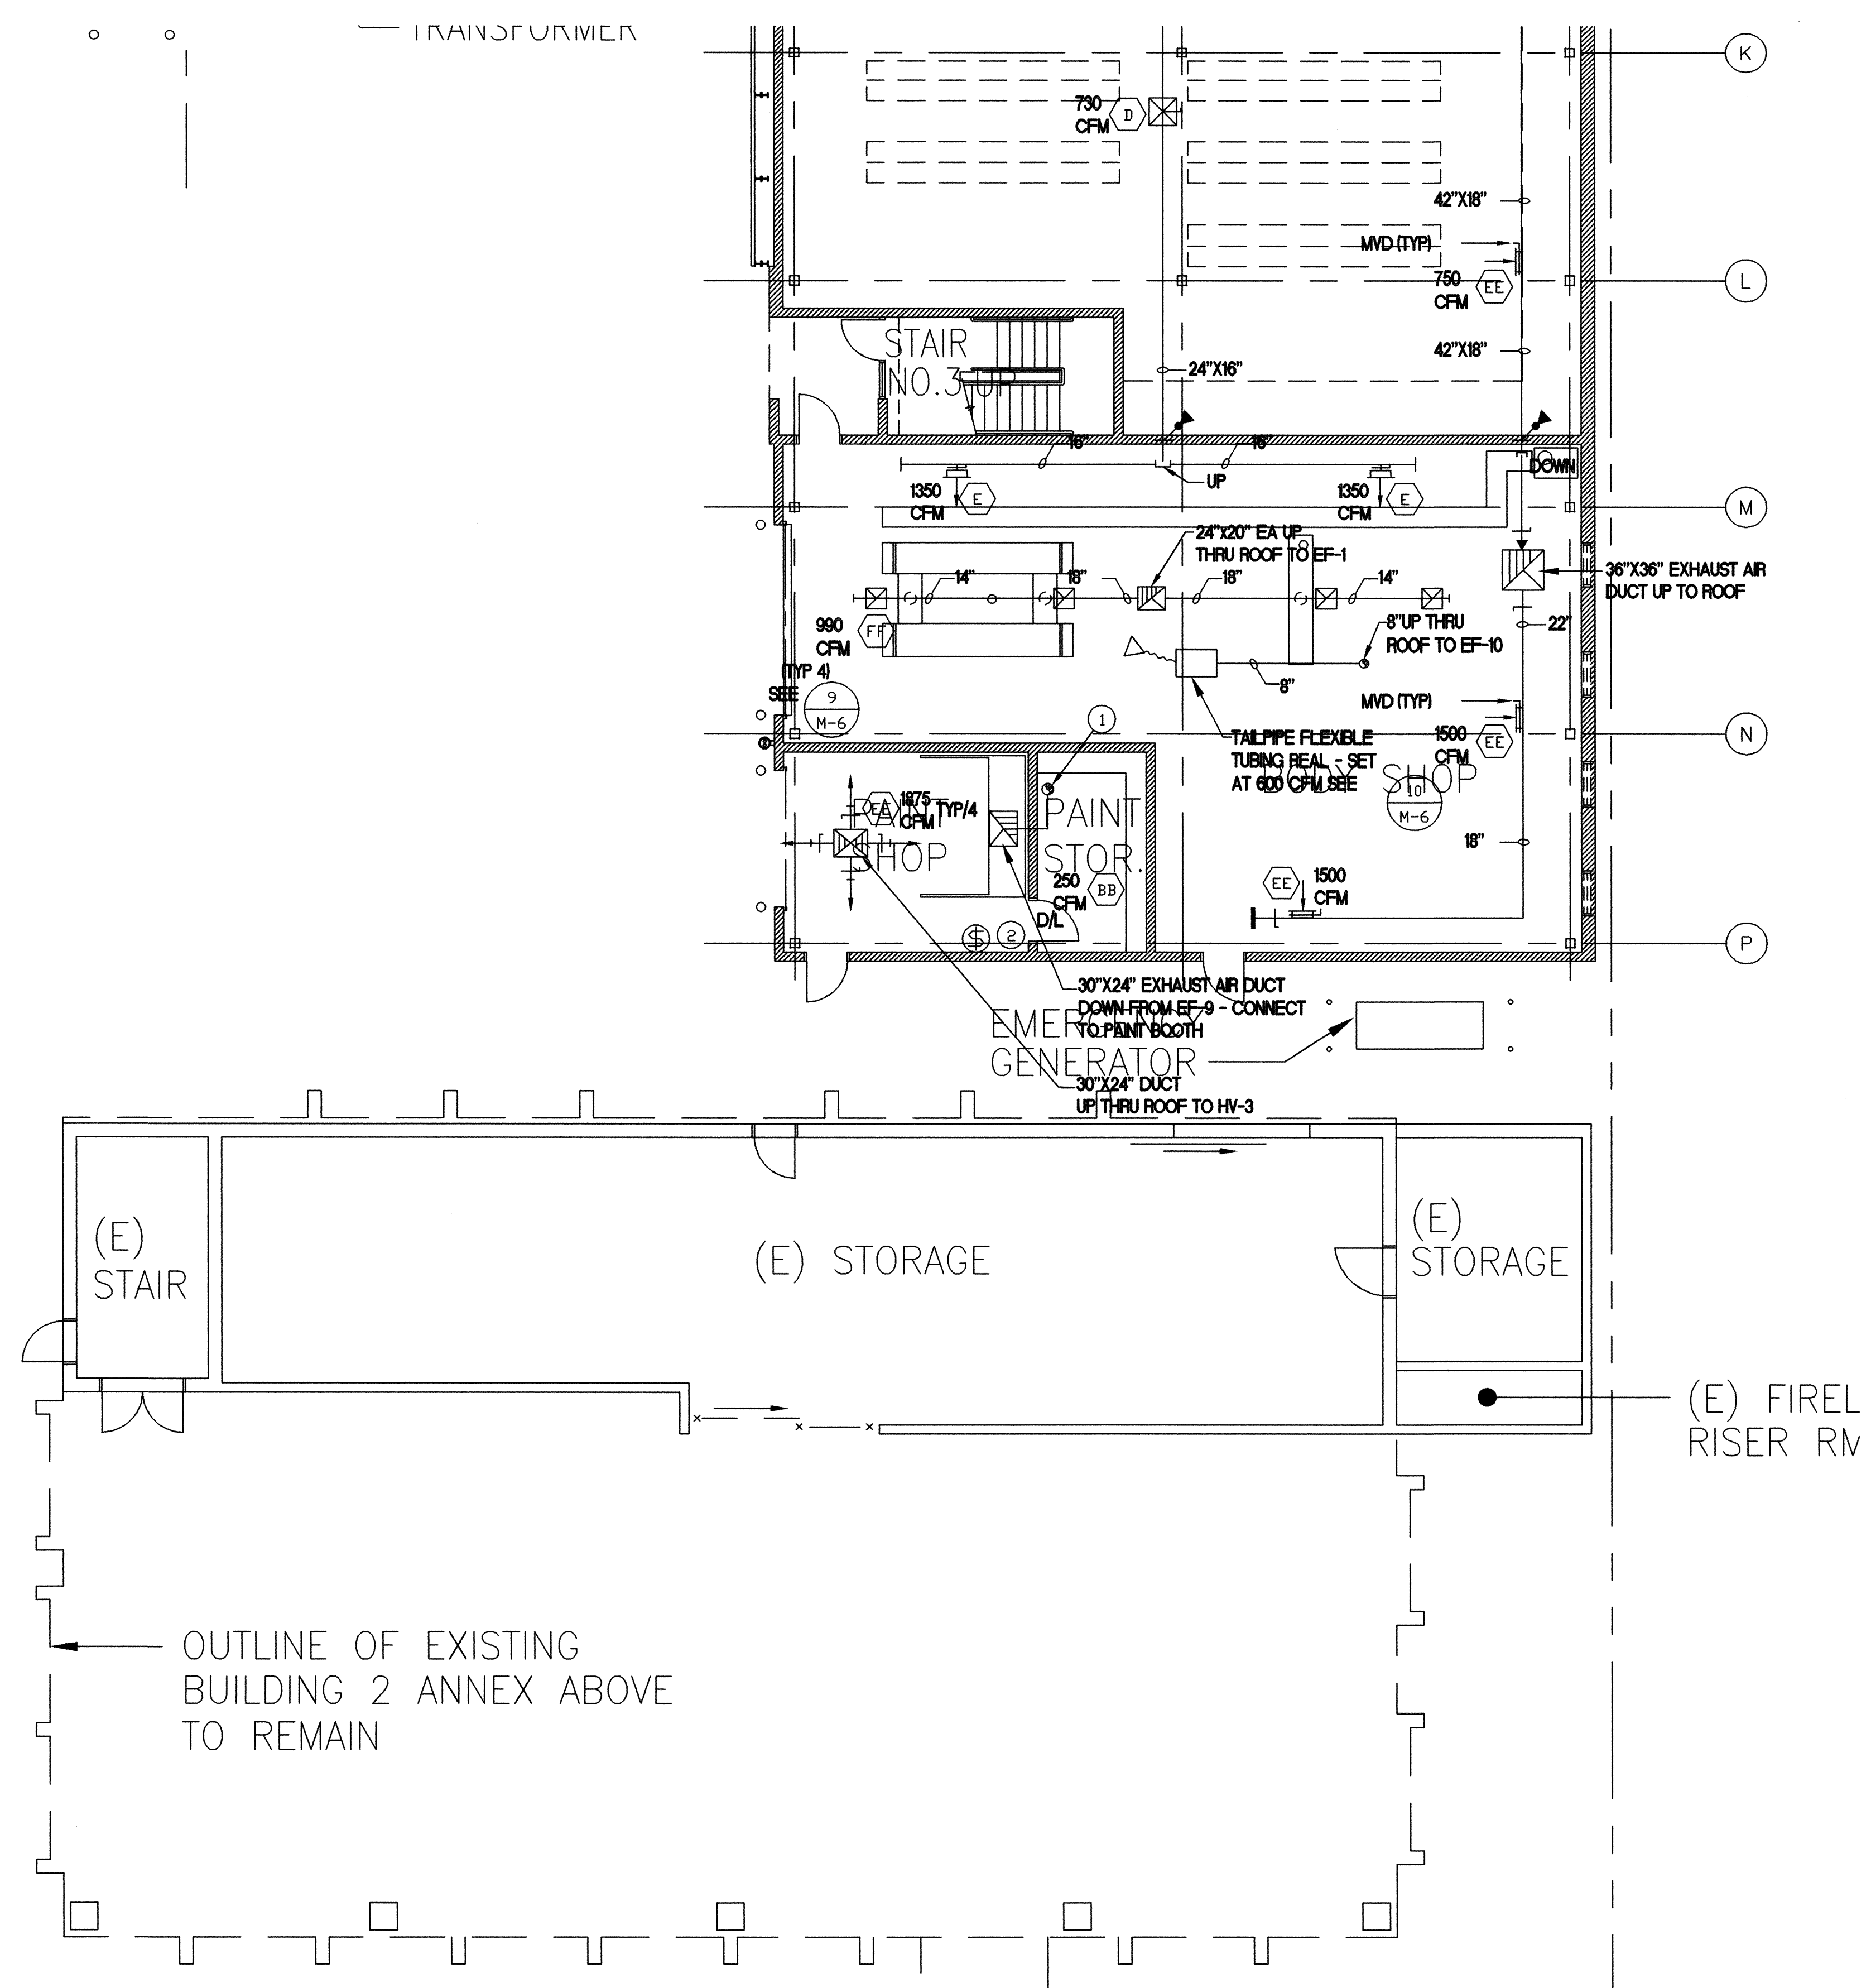 TRANSFORMER
K
730
CFM
D
42"X18"
MVD (TYP)
750
CFM
EE
L
42"X18"
STAIR
NO.3 UP
24"X16"
16"
16"
UP
DOWN
1350
CFM
E
1350
CFM
E
M
24"x20" EA UP
THRU ROOF TO EF-1
14"
18"
18"
14"
36"X36" EXHAUST AIR
DUCT UP TO ROOF
990
CFM
FF
(TYP 4)
SEE
9
M-6
8"UP THRU
ROOF TO EF-10
22"
8"
MVD (TYP)
1500
CFM
EE
N
1
TAILPIPE FLEXIBLE
TUBING REAL - SET
AT 600 CFM SEE
BODY SHOP
10
M-6
EE
1875
CFM
TYP/4
PAINT
SHOP
PAINT
STOR.
250
CFM
BB
D/L
18"
EE
1500
CFM
S
2
P
30"X24" EXHAUST AIR DUCT
DOWN FROM EF-9 - CONNECT
TO PAINT BOOTH
EMERGENCY
GENERATOR
30"X24" DUCT
UP THRU ROOF TO HV-3
(E)
STAIR
(E) STORAGE
(E)
STORAGE
(E) FIREL
RISER RM
OUTLINE OF EXISTING
BUILDING 2 ANNEX ABOVE
TO REMAIN